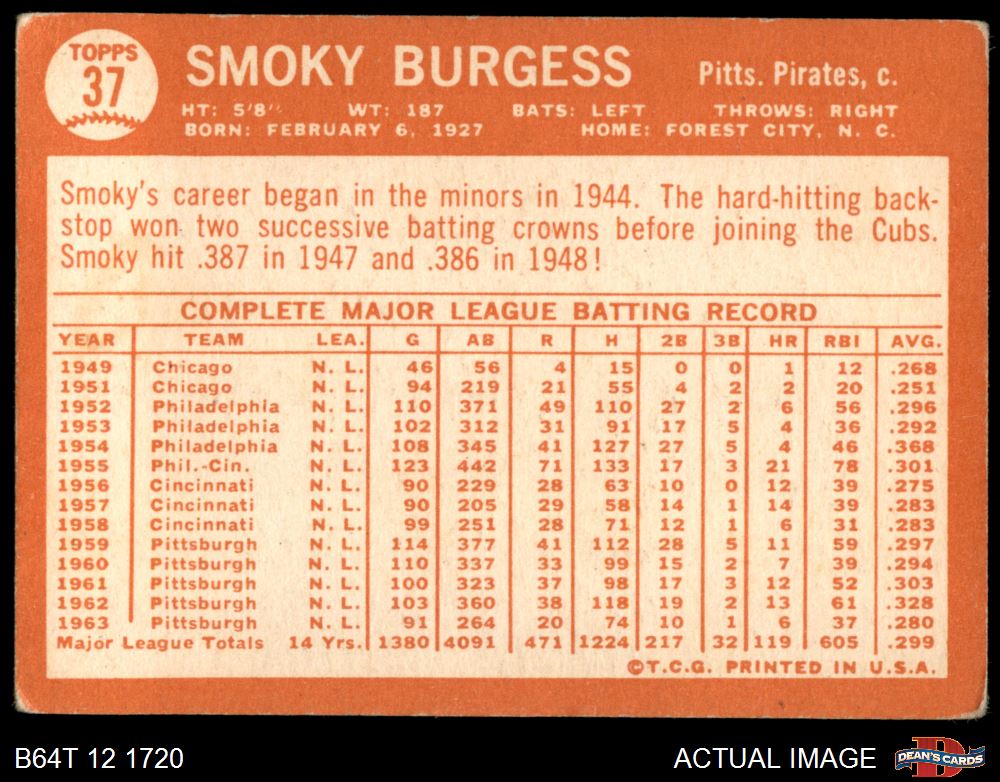 TOPPS
37
SMOKY BURGESS
Pitts. Pirates, c.
HT: 5'8" WT: 187 BATS: LEFT THROWS: RIGHT
BORN: FEBRUARY 6, 1927 HOME: FOREST CITY, N. C.
Smoky's career began in the minors in 1944. The hard-hitting back-
stop won two successive batting crowns before joining the Cubs.
Smoky hit .387 in 1947 and .386 in 1948!
COMPLETE MAJOR LEAGUE BATTING RECORD
YEAR TEAM LEA. G AB R H 2B 3B HR RBI AVG.
1949 Chicago N. L. 46 56 4 15 0 0 1 12 .268
1951 Chicago N. L. 94 219 21 55 4 2 2 20 .251
1952 Philadelphia N. L. 110 371 49 110 27 2 6 56 .296
1953 Philadelphia N. L. 102 312 31 91 17 5 4 36 .292
1954 Philadelphia N. L. 108 345 41 127 27 5 4 46 .368
1955 Phil.-Cin. N. L. 123 442 71 133 17 3 21 78 .301
1956 Cincinnati N. L. 90 229 28 63 10 0 12 39 .275
1957 Cincinnati N. L. 90 205 29 58 14 1 14 39 .283
1958 Cincinnati N. L. 99 251 28 71 12 1 6 31 .283
1959 Pittsburgh N. L. 114 377 41 112 28 5 11 59 .297
1960 Pittsburgh N. L. 110 337 33 99 15 2 7 39 .294
1961 Pittsburgh N. L. 100 323 37 98 17 3 12 52 .303
1962 Pittsburgh N. L. 103 360 38 118 19 2 13 61 .328
1963 Pittsburgh N. L. 91 264 20 74 10 1 6 37 .280
Major League Totals 14 Yrs. 1380 4091 471 1224 217 32 119 605 .299
©T.C.G. PRINTED IN U.S.A.
B64T 12 1720
ACTUAL IMAGE
D
DEAN'S CARDS